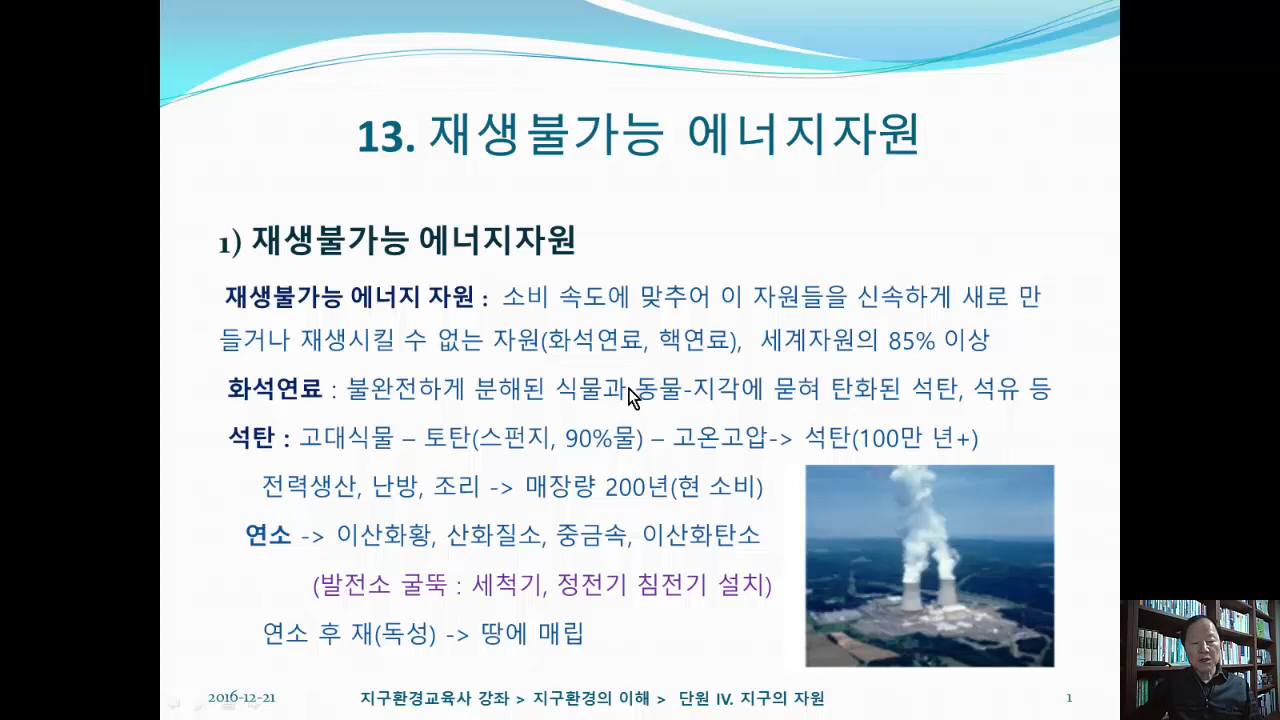 13. 재생불가능 에너지자원
1) 재생불가능 에너지자원
재생불가능 에너지 자원 : 소비 속도에 맞추어 이 자원들을 신속하게 새로 만
들거나 재생시킬 수 없는 자원(화석연료, 핵연료), 세계자원의 85% 이상
화석연료 : 불완전하게 분해된 식물과 동물-지각에 묻혀 탄화된 석탄, 석유 등
석탄 : 고대식물 – 토탄(스펀지, 90%물) – 고온고압-> 석탄(100만 년+)
전력생산, 난방, 조리 -> 매장량 200년(현 소비)
연소 -> 이산화황, 산화질소, 중금속, 이산화탄소
(발전소 굴뚝 : 세척기, 정전기 침전기 설치)
연소 후 재(독성) -> 땅에 매립
2016-12-21
지구환경교육사 강좌 > 지구환경의 이해 > 단원 IV. 지구의 자원
1